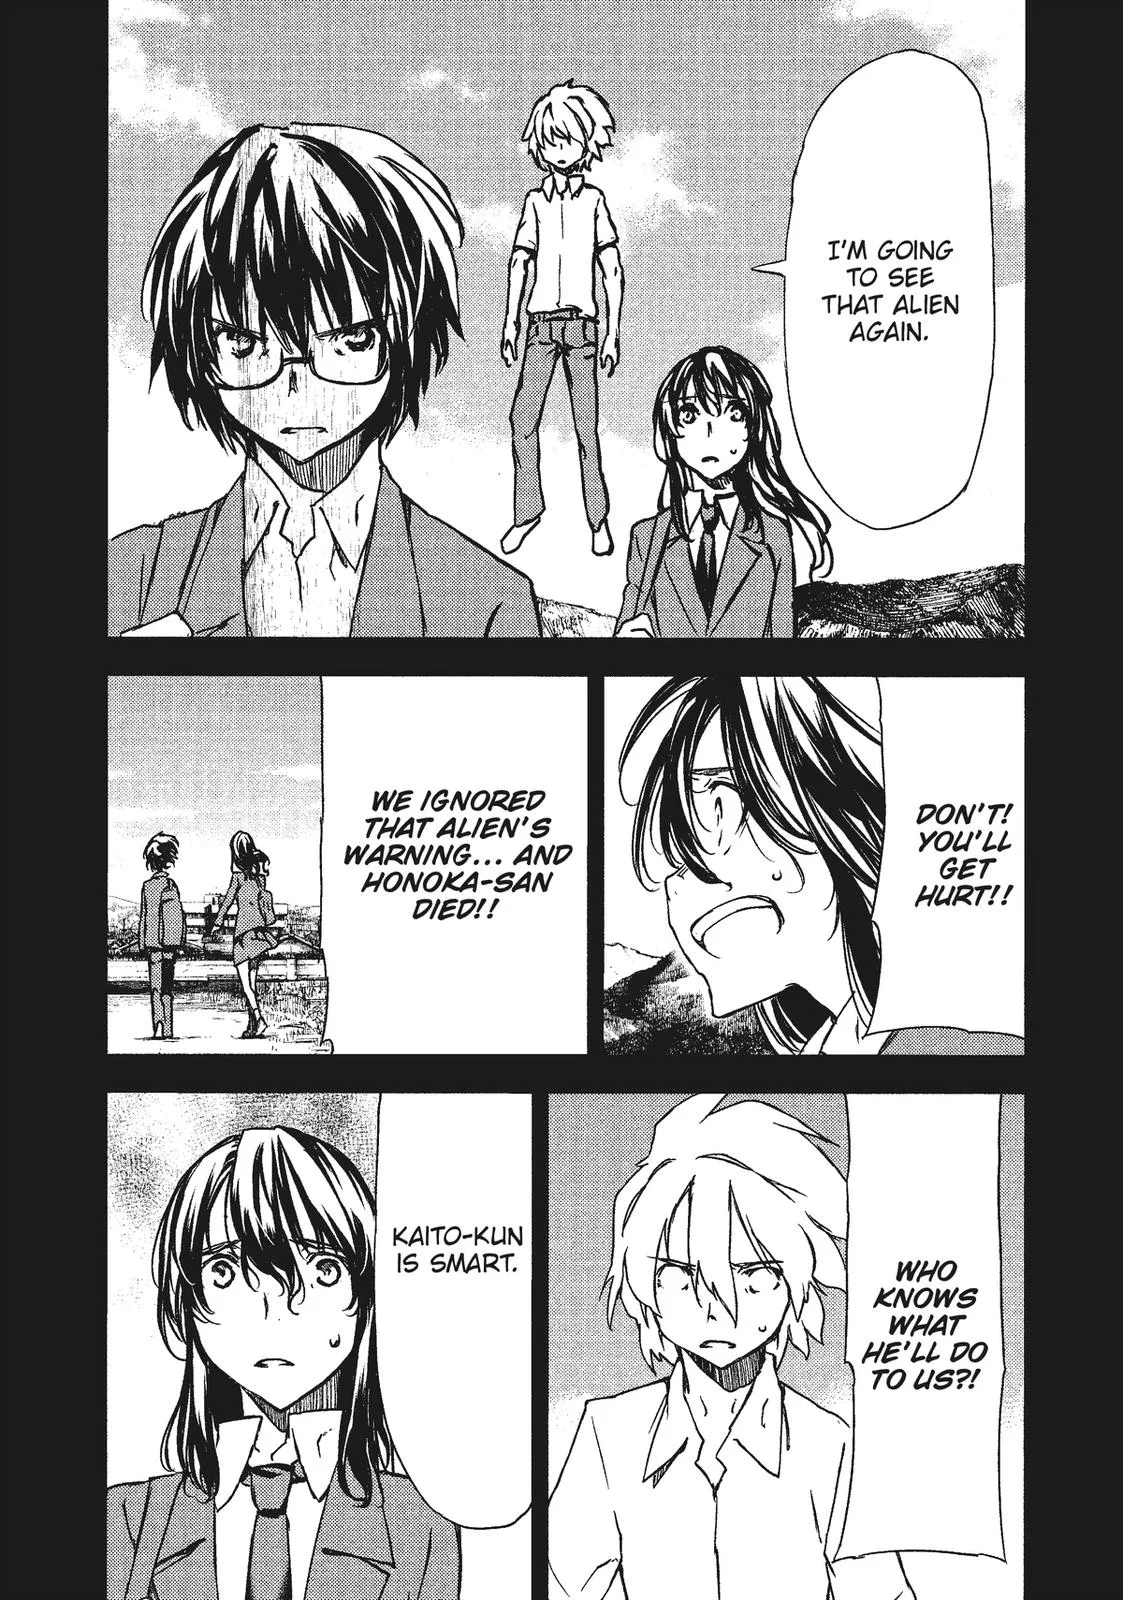 I'M GOING
TO SEE
THAT ALIEN
AGAIN.
DON'T!
YOU'LL
GET
HURT!!
WE IGNORED
THAT ALIEN'S
WARNING... AND
HONOKA-SAN
DIED!!
WHO
KNOWS
WHAT
HE'LL DO
TO US?!
KAITO-KUN
IS SMART.